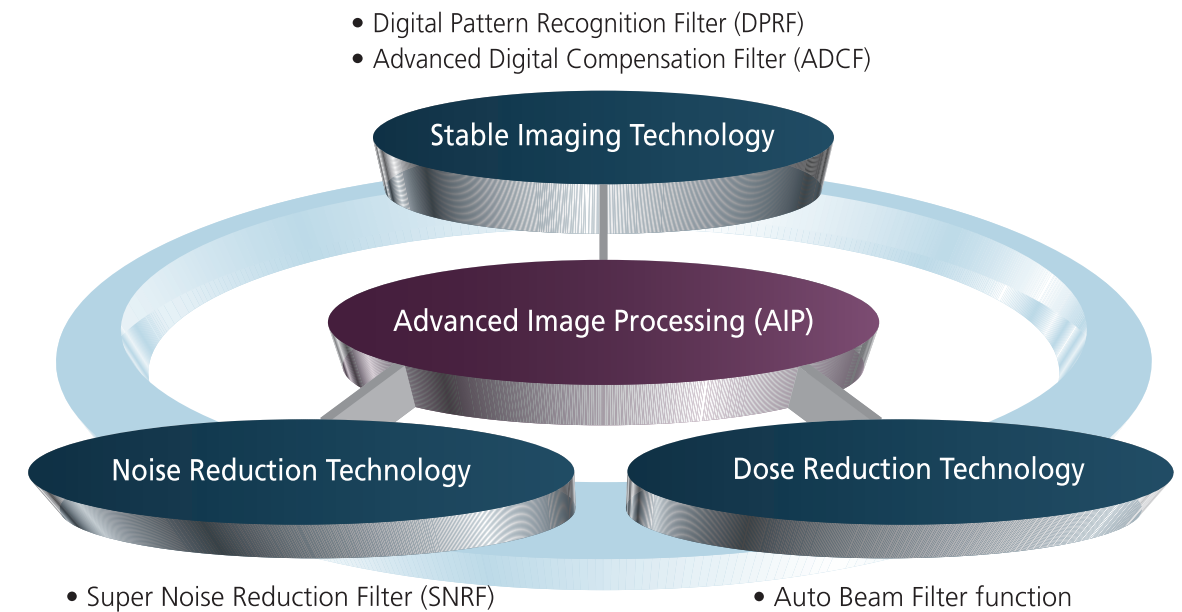 • Digital Pattern Recognition Filter (DPRF)
• Advanced Digital Compensation Filter (ADCF)
Stable Imaging Technology
Advanced Image Processing (AIP)
Noise Reduction Technology
Dose Reduction Technology
• Super Noise Reduction Filter (SNRF)
• Auto Beam Filter function